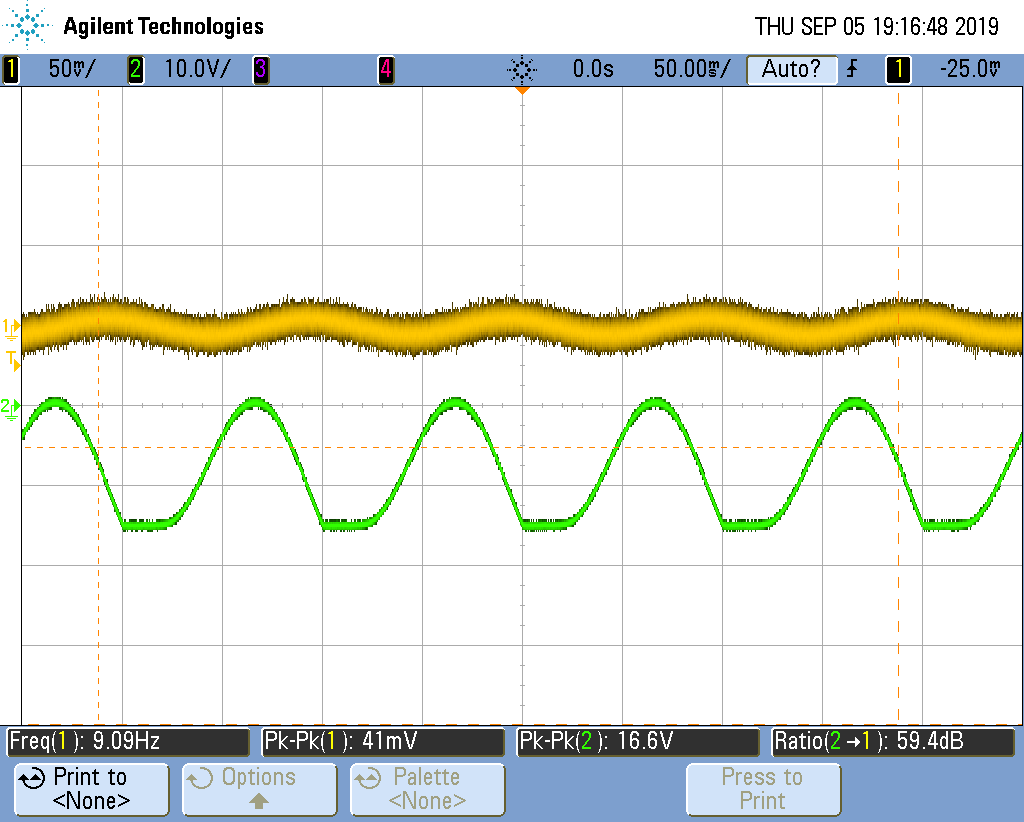 Agilent Technologies THU SEP 05 19:16:48 2019
1 50mV/ 2 10.0V/ 3 4 0.0s 50.00ms/ Auto? 1 -25.0mV
1
T
2
Freq(1): 9.09Hz Pk-Pk(1): 41mV Pk-Pk(2): 16.6V Ratio(2→1): 59.4dB
Print to Options Palette Press to
<None> <None> Print